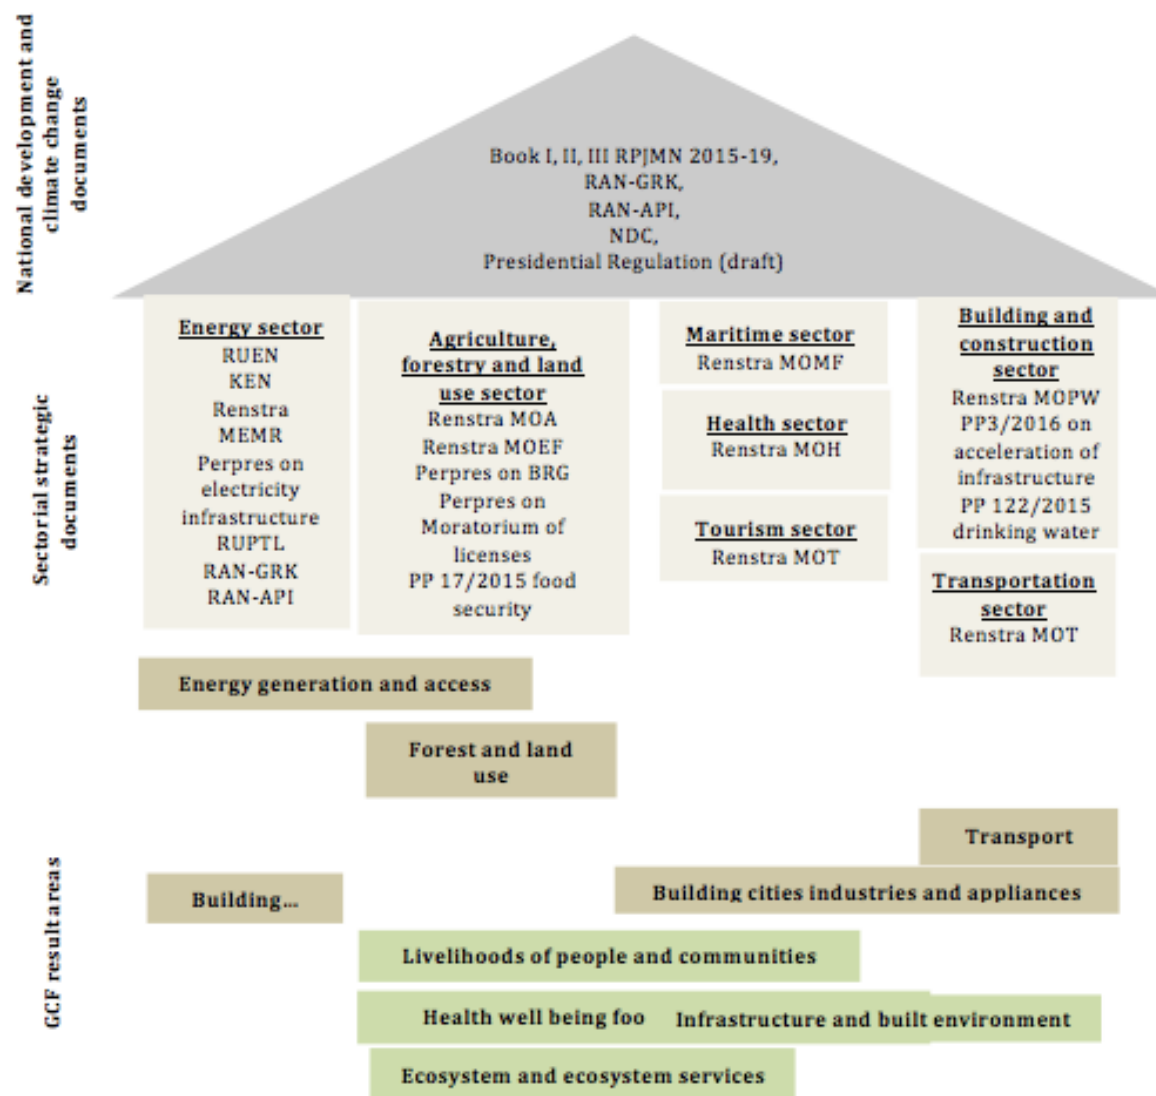 National development and
climate change
documents
Book I, II, III RPJMN 2015-19,
RAN-GRK,
RAN-API,
NDC,
Presidential Regulation (draft)
Sectorial strategic
documents
Energy sector
RUEN
KEN
Renstra
MEMR
Perpres on
electricity
infrastructure
RUPTL
RAN-GRK
RAN-API
Agriculture,
forestry and land
use sector
Renstra MOA
Renstra MOEF
Perpres on BRG
Perpres on
Moratorium of
licenses
PP 17/2015 food
security
Maritime sector
Renstra MOMF
Health sector
Renstra MOH
Tourism sector
Renstra MOT
Building and
construction
sector
Renstra MOPW
PP3/2016 on
acceleration of
infrastructure
PP 122/2015
drinking water
Transportation
sector
Renstra MOT
GCF result areas
Energy generation and access
Forest and land
use
Transport
Building...
Building cities industries and appliances
Livelihoods of people and communities
Health well being foo
Infrastructure and built environment
Ecosystem and ecosystem services